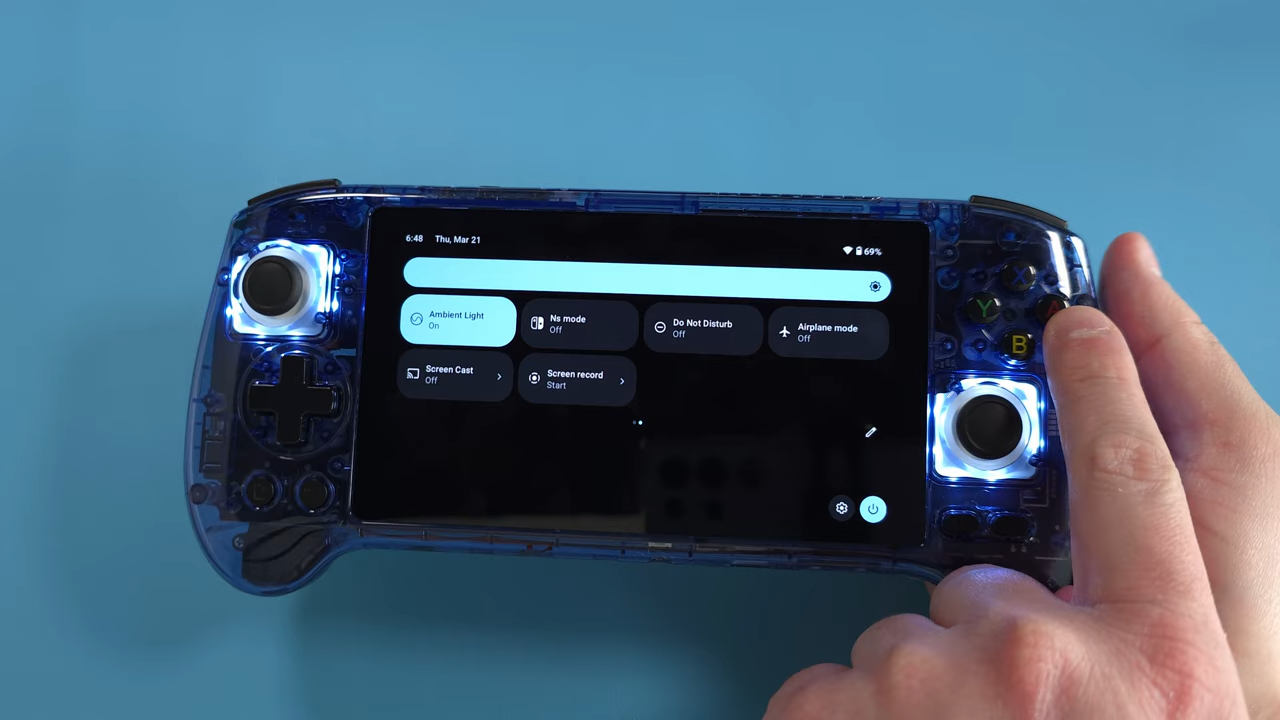 6:48 Thu, Mar 21
69%
Ambient Light
On
Ns mode
Off
Do Not Disturb
Off
Airplane mode
Off
Screen Cast
Off
Screen record
Start
X
Y
A
B